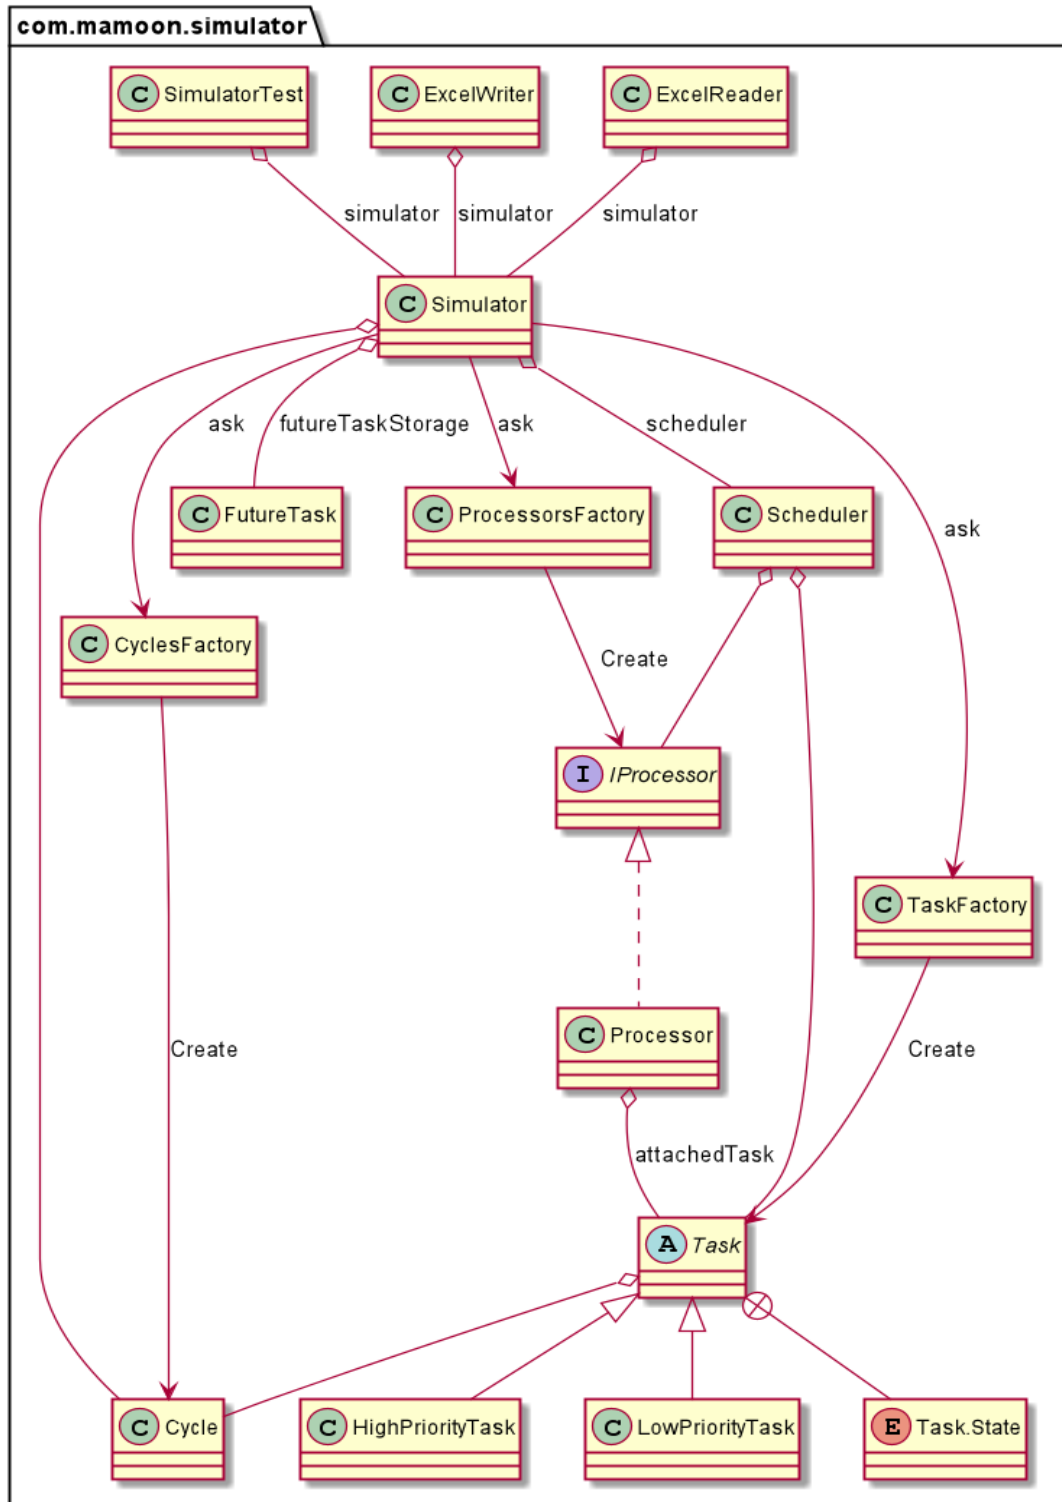 com.mamoon.simulator
C SimulatorTest
C ExcelWriter
C ExcelReader
simulator
simulator
simulator
C Simulator
ask
futureTaskStorage
ask
scheduler
C FutureTask
C ProcessorsFactory
C Scheduler
ask
C CyclesFactory
Create
I IProcessor
C TaskFactory
C Processor
Create
Create
attachedTask
A Task
C Cycle
C HighPriorityTask
C LowPriorityTask
E Task.State